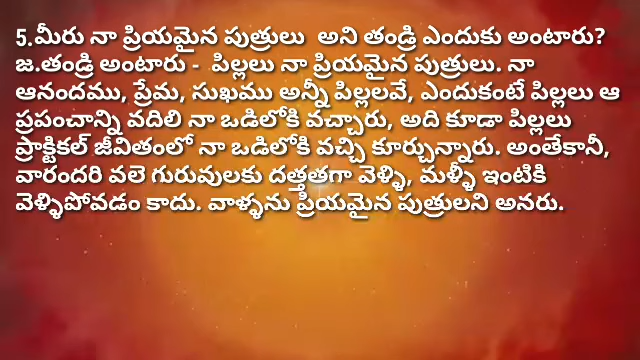 5.మీరు నా ప్రియమైన పుత్రులు అని తండ్రి ఎందుకు అంటారు?
జ.తండ్రి అంటారు - పిల్లలు నా ప్రియమైన పుత్రులు. నా
ఆనందము, ప్రేమ, సుఖము అన్నీ పిల్లలవే, ఎందుకంటే పిల్లలు ఆ
ప్రపంచాన్ని వదిలి నా ఒడిలోకి వచ్చారు, అది కూడా పిల్లలు
ప్రాక్టికల్ జీవితంలో నా ఒడిలోకి వచ్చి కూర్చున్నారు. అంతేకానీ,
వారందరి వలె గురువులకు దత్తతగా వెళ్ళి, మళ్ళీ ఇంటికి
వెళ్ళిపోవడం కాదు. వాళ్ళను ప్రియమైన పుత్రులని అనరు.